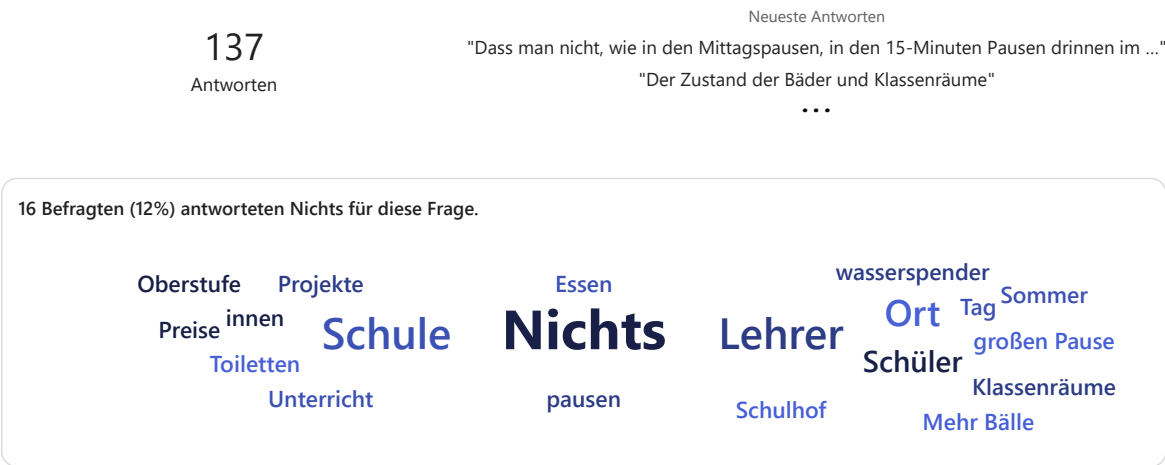 Neueste Antworten
137
Antworten
"Dass man nicht, wie in den Mittagspausen, in den 15-Minuten Pausen drinnen im ..."
"Der Zustand der Bäder und Klassenräume"
...
16 Befragten (12%) antworteten Nichts für diese Frage.
wasserspender
Oberstufe Projekte Essen
Sommer
Preise innen Schule Nichts Lehrer Ort Tag
großen Pause
Toiletten Schüler
Klassenräume
Unterricht pausen
Schulhof
Mehr Bälle